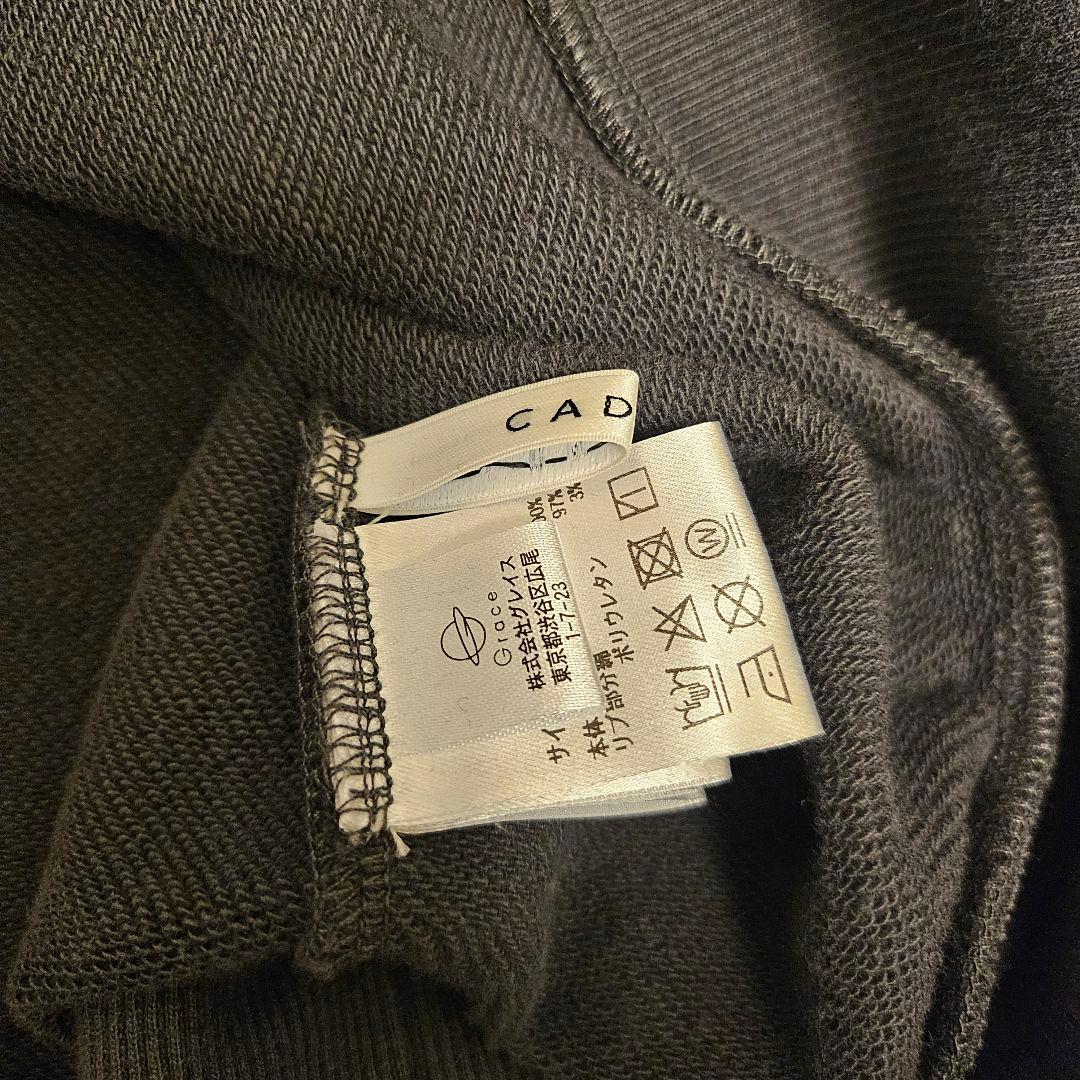 CAD
Grace
株式会社グレイス
東京都渋谷区広尾
1-7-23
サイ
本体
00%
リブ部分 綿
97%
ポリウレタン
3%
W